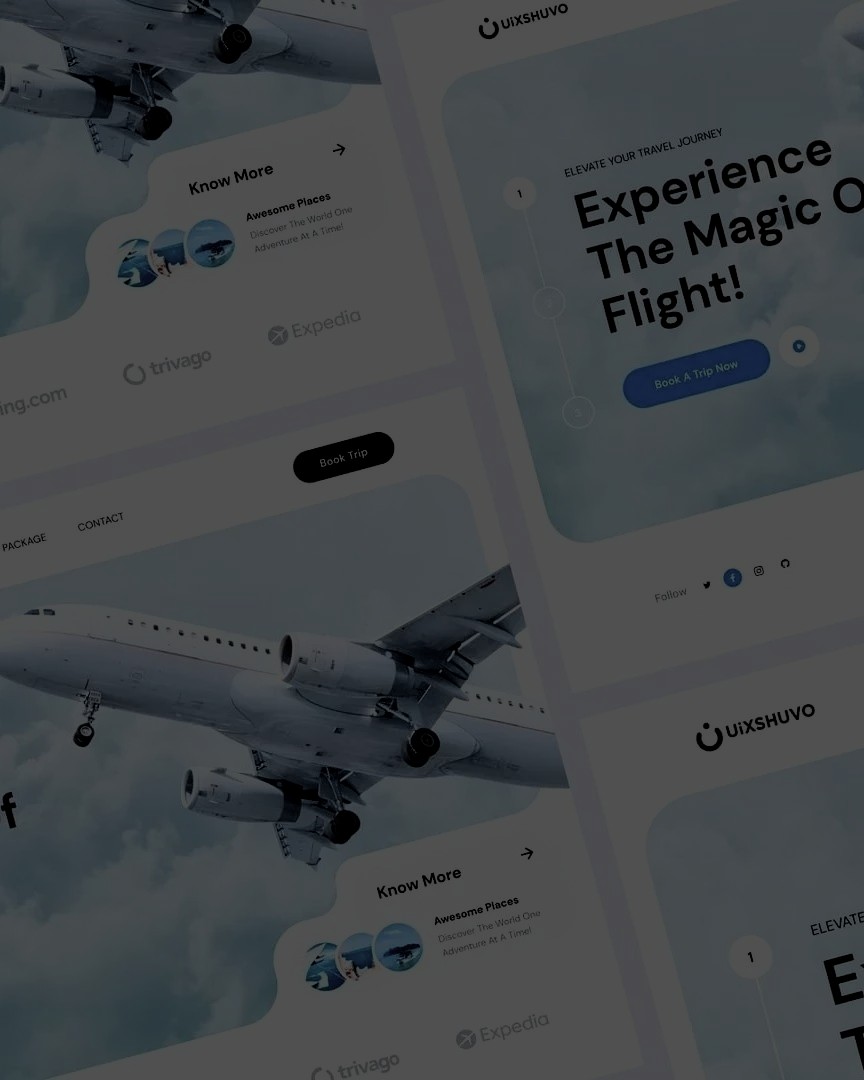 Know More
Awesome Places
Discover The World One
Adventure At A Time!
ing.com
trivago
Expedia
UiXSHUVO
ELEVATE YOUR TRAVEL JOURNEY
1
Experience
The Magic O
Flight!
3
Book A Trip Now
Follow
Book Trip
PACKAGE
CONTACT
of
Know More
Awesome Places
Discover The World One
Adventure At A Time!
trivago
Expedia
UiXSHUVO
ELEVATE
1